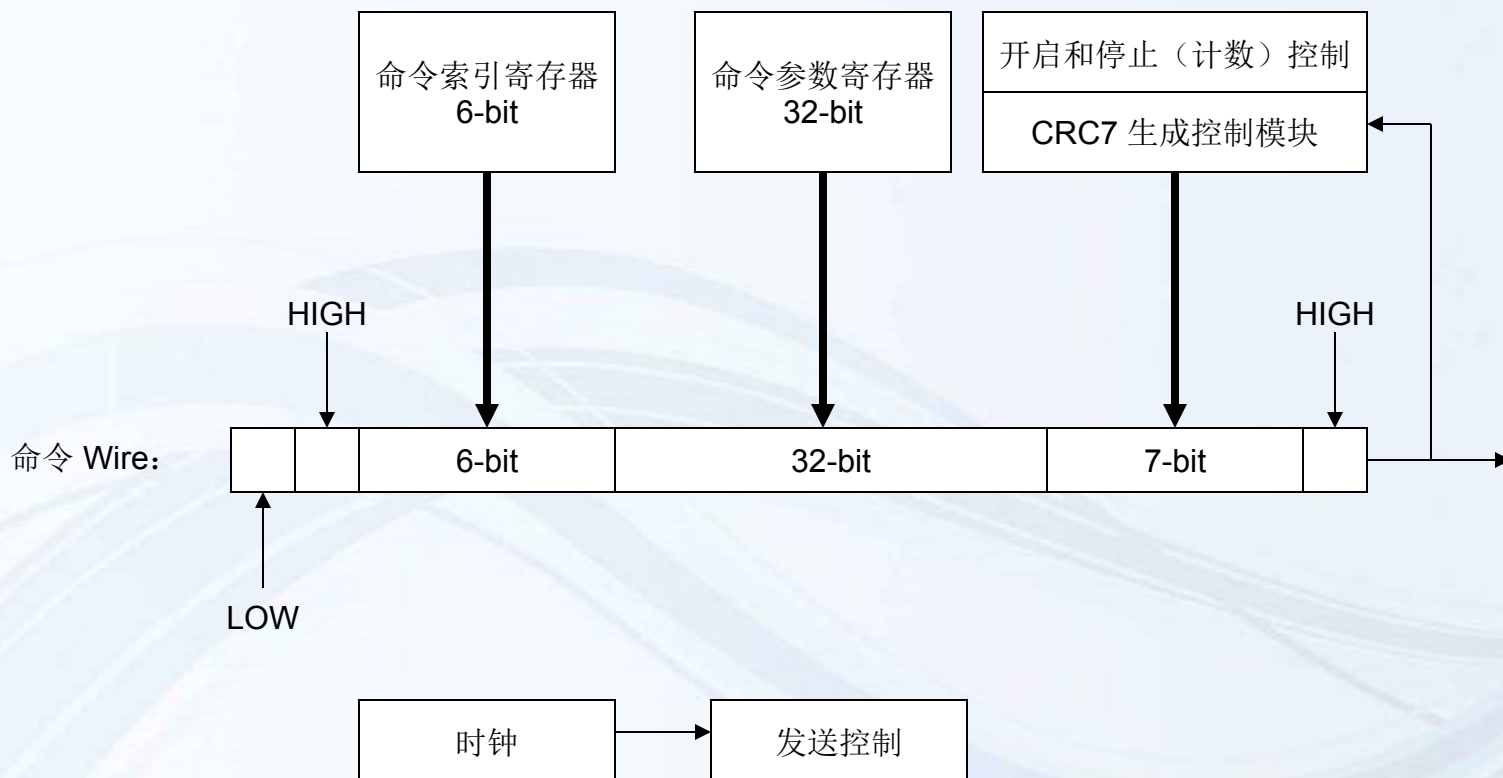 命令索引寄存器
6-bit
命令参数寄存器
32-bit
开启和停止（计数）控制
CRC7 生成控制模块
HIGH
HIGH
命令 Wire：
6-bit
32-bit
7-bit
LOW
时钟
发送控制